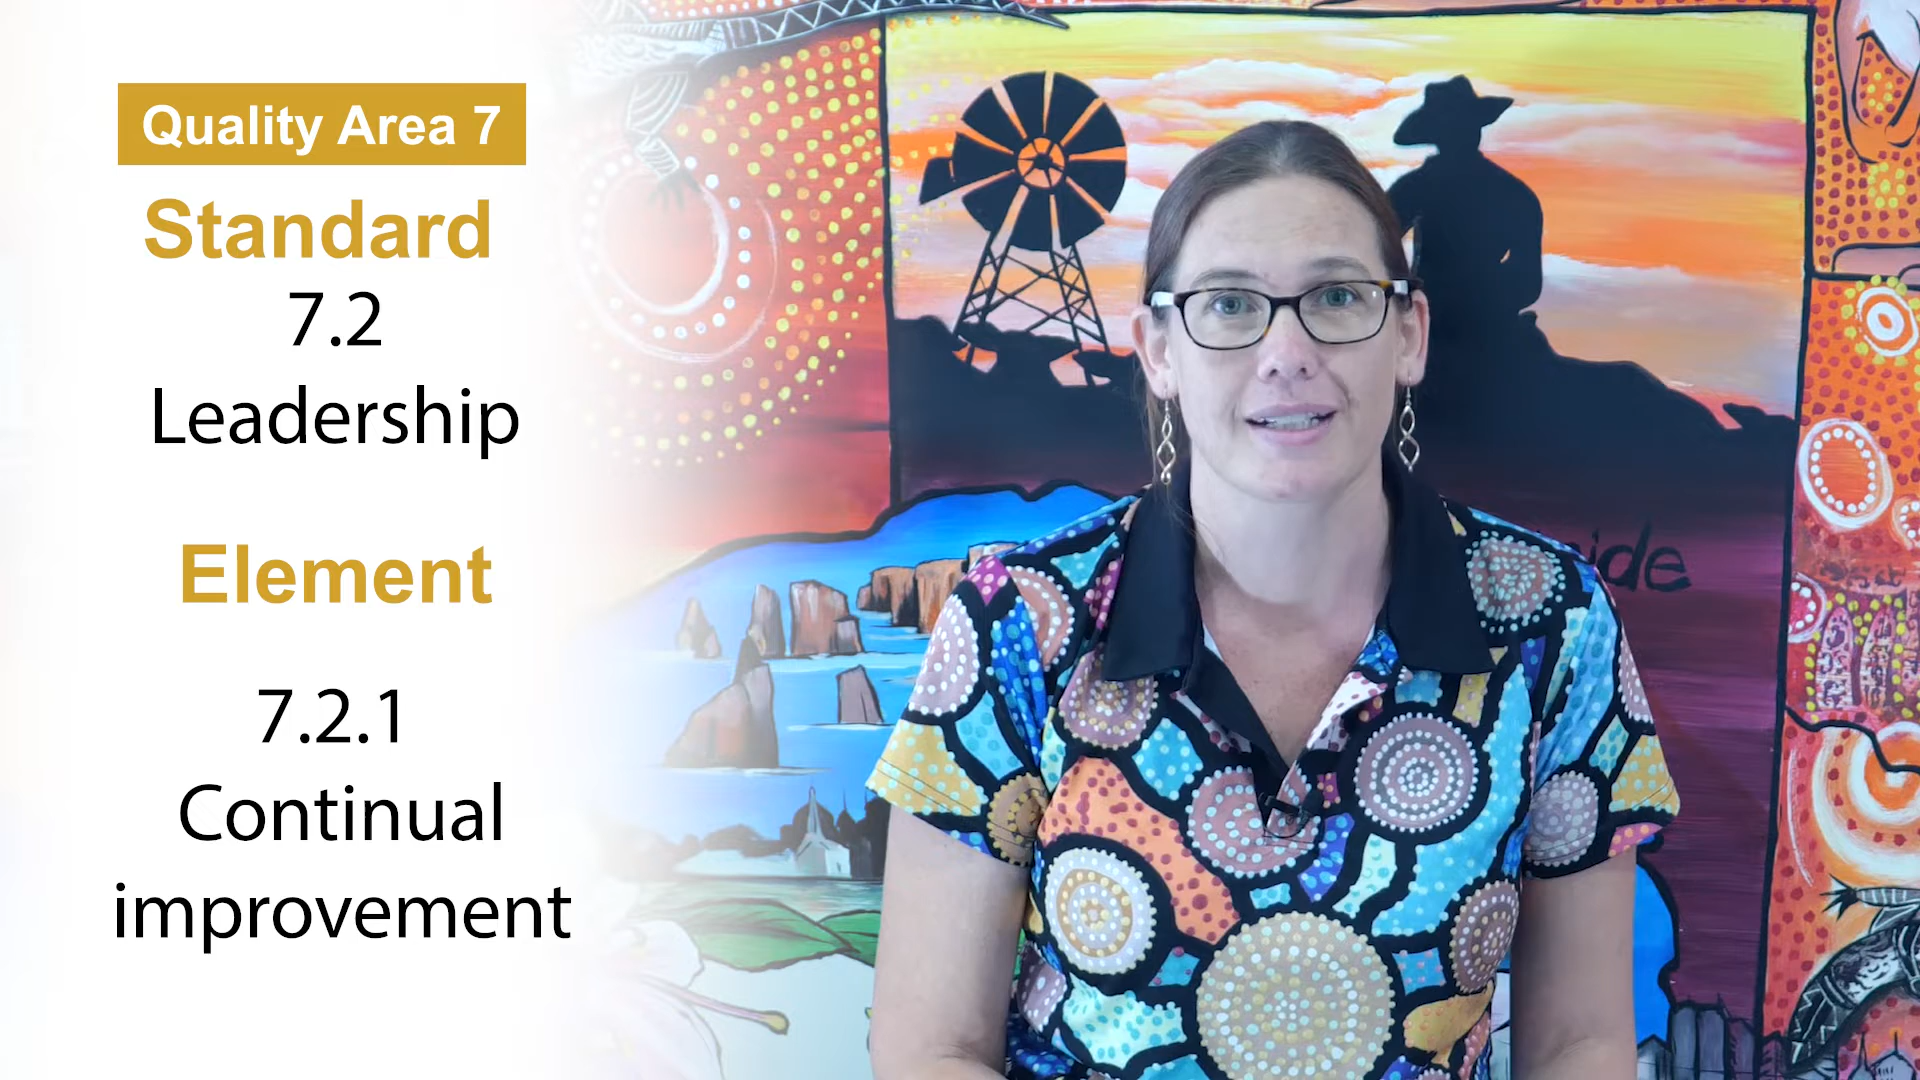 Quality Area 7
Standard
7.2
Leadership
Element
7.2.1
Continual
improvement